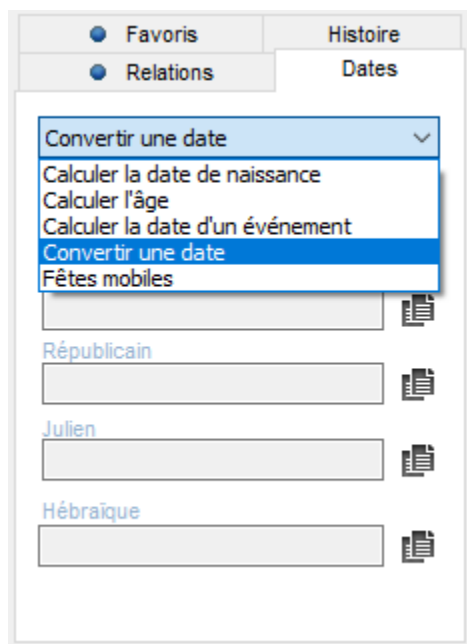 Favoris
Histoire
Relations
Dates
Convertir une date
Calculer la date de naissance
Calculer l'âge
Calculer la date d'un événement
Convertir une date
Fêtes mobiles
Républicain
Julien
Hébraïque